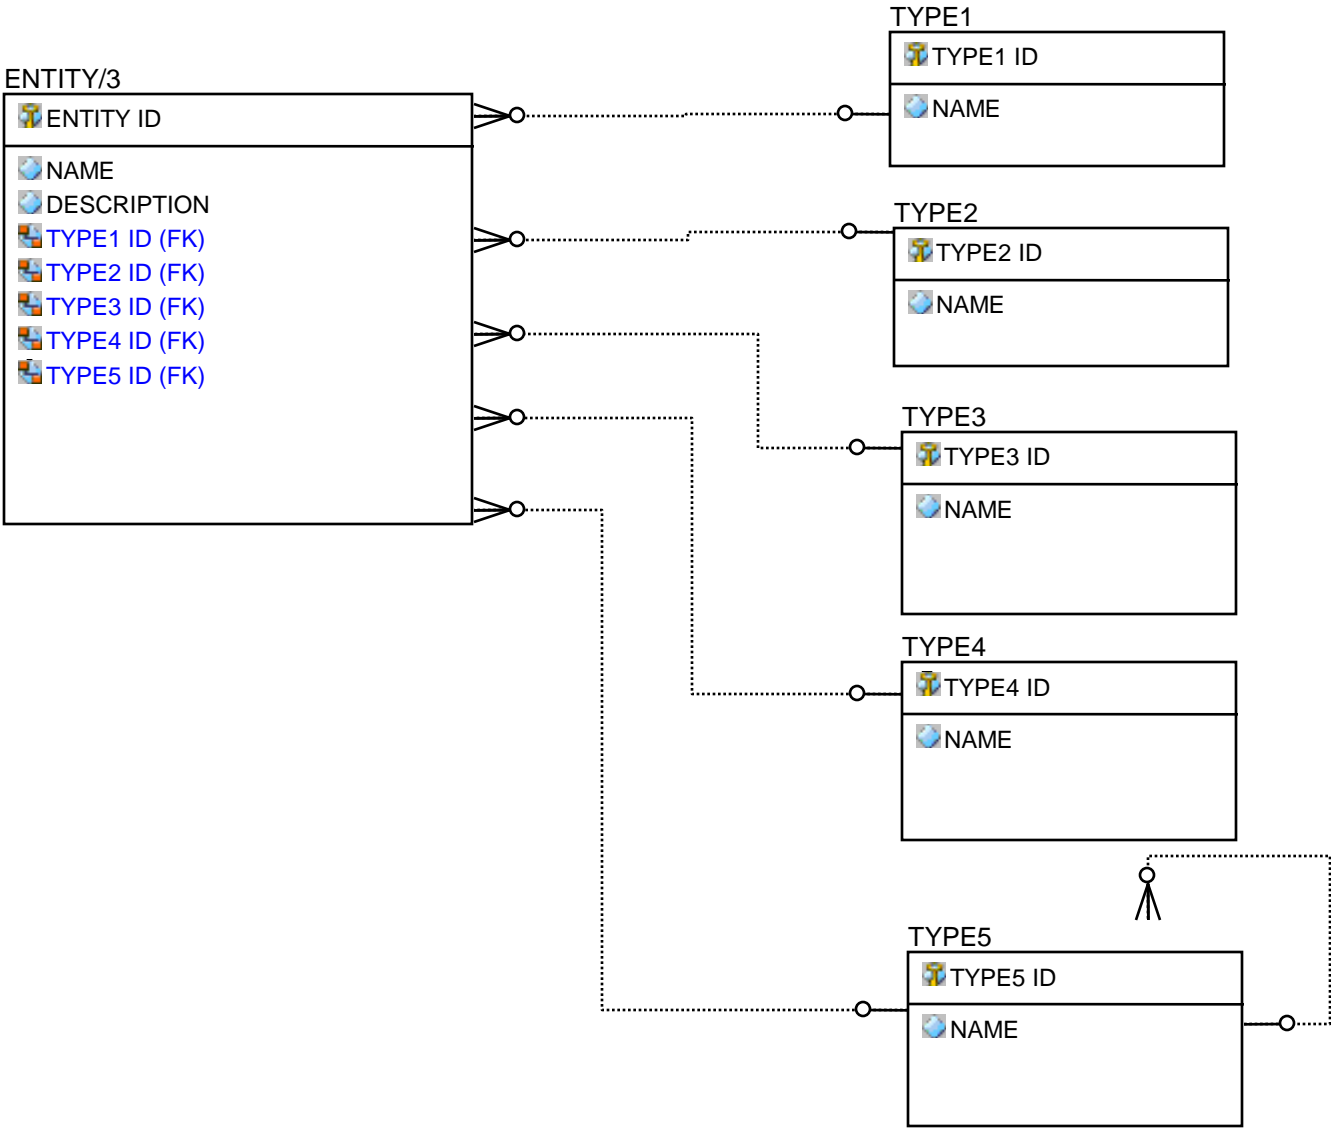 ENTITY/3
ENTITY ID
NAME
DESCRIPTION
TYPE1 ID (FK)
TYPE2 ID (FK)
TYPE3 ID (FK)
TYPE4 ID (FK)
TYPE5 ID (FK)
TYPE1
TYPE1 ID
NAME
TYPE2
TYPE2 ID
NAME
TYPE3
TYPE3 ID
NAME
TYPE4
TYPE4 ID
NAME
TYPE5
TYPE5 ID
NAME